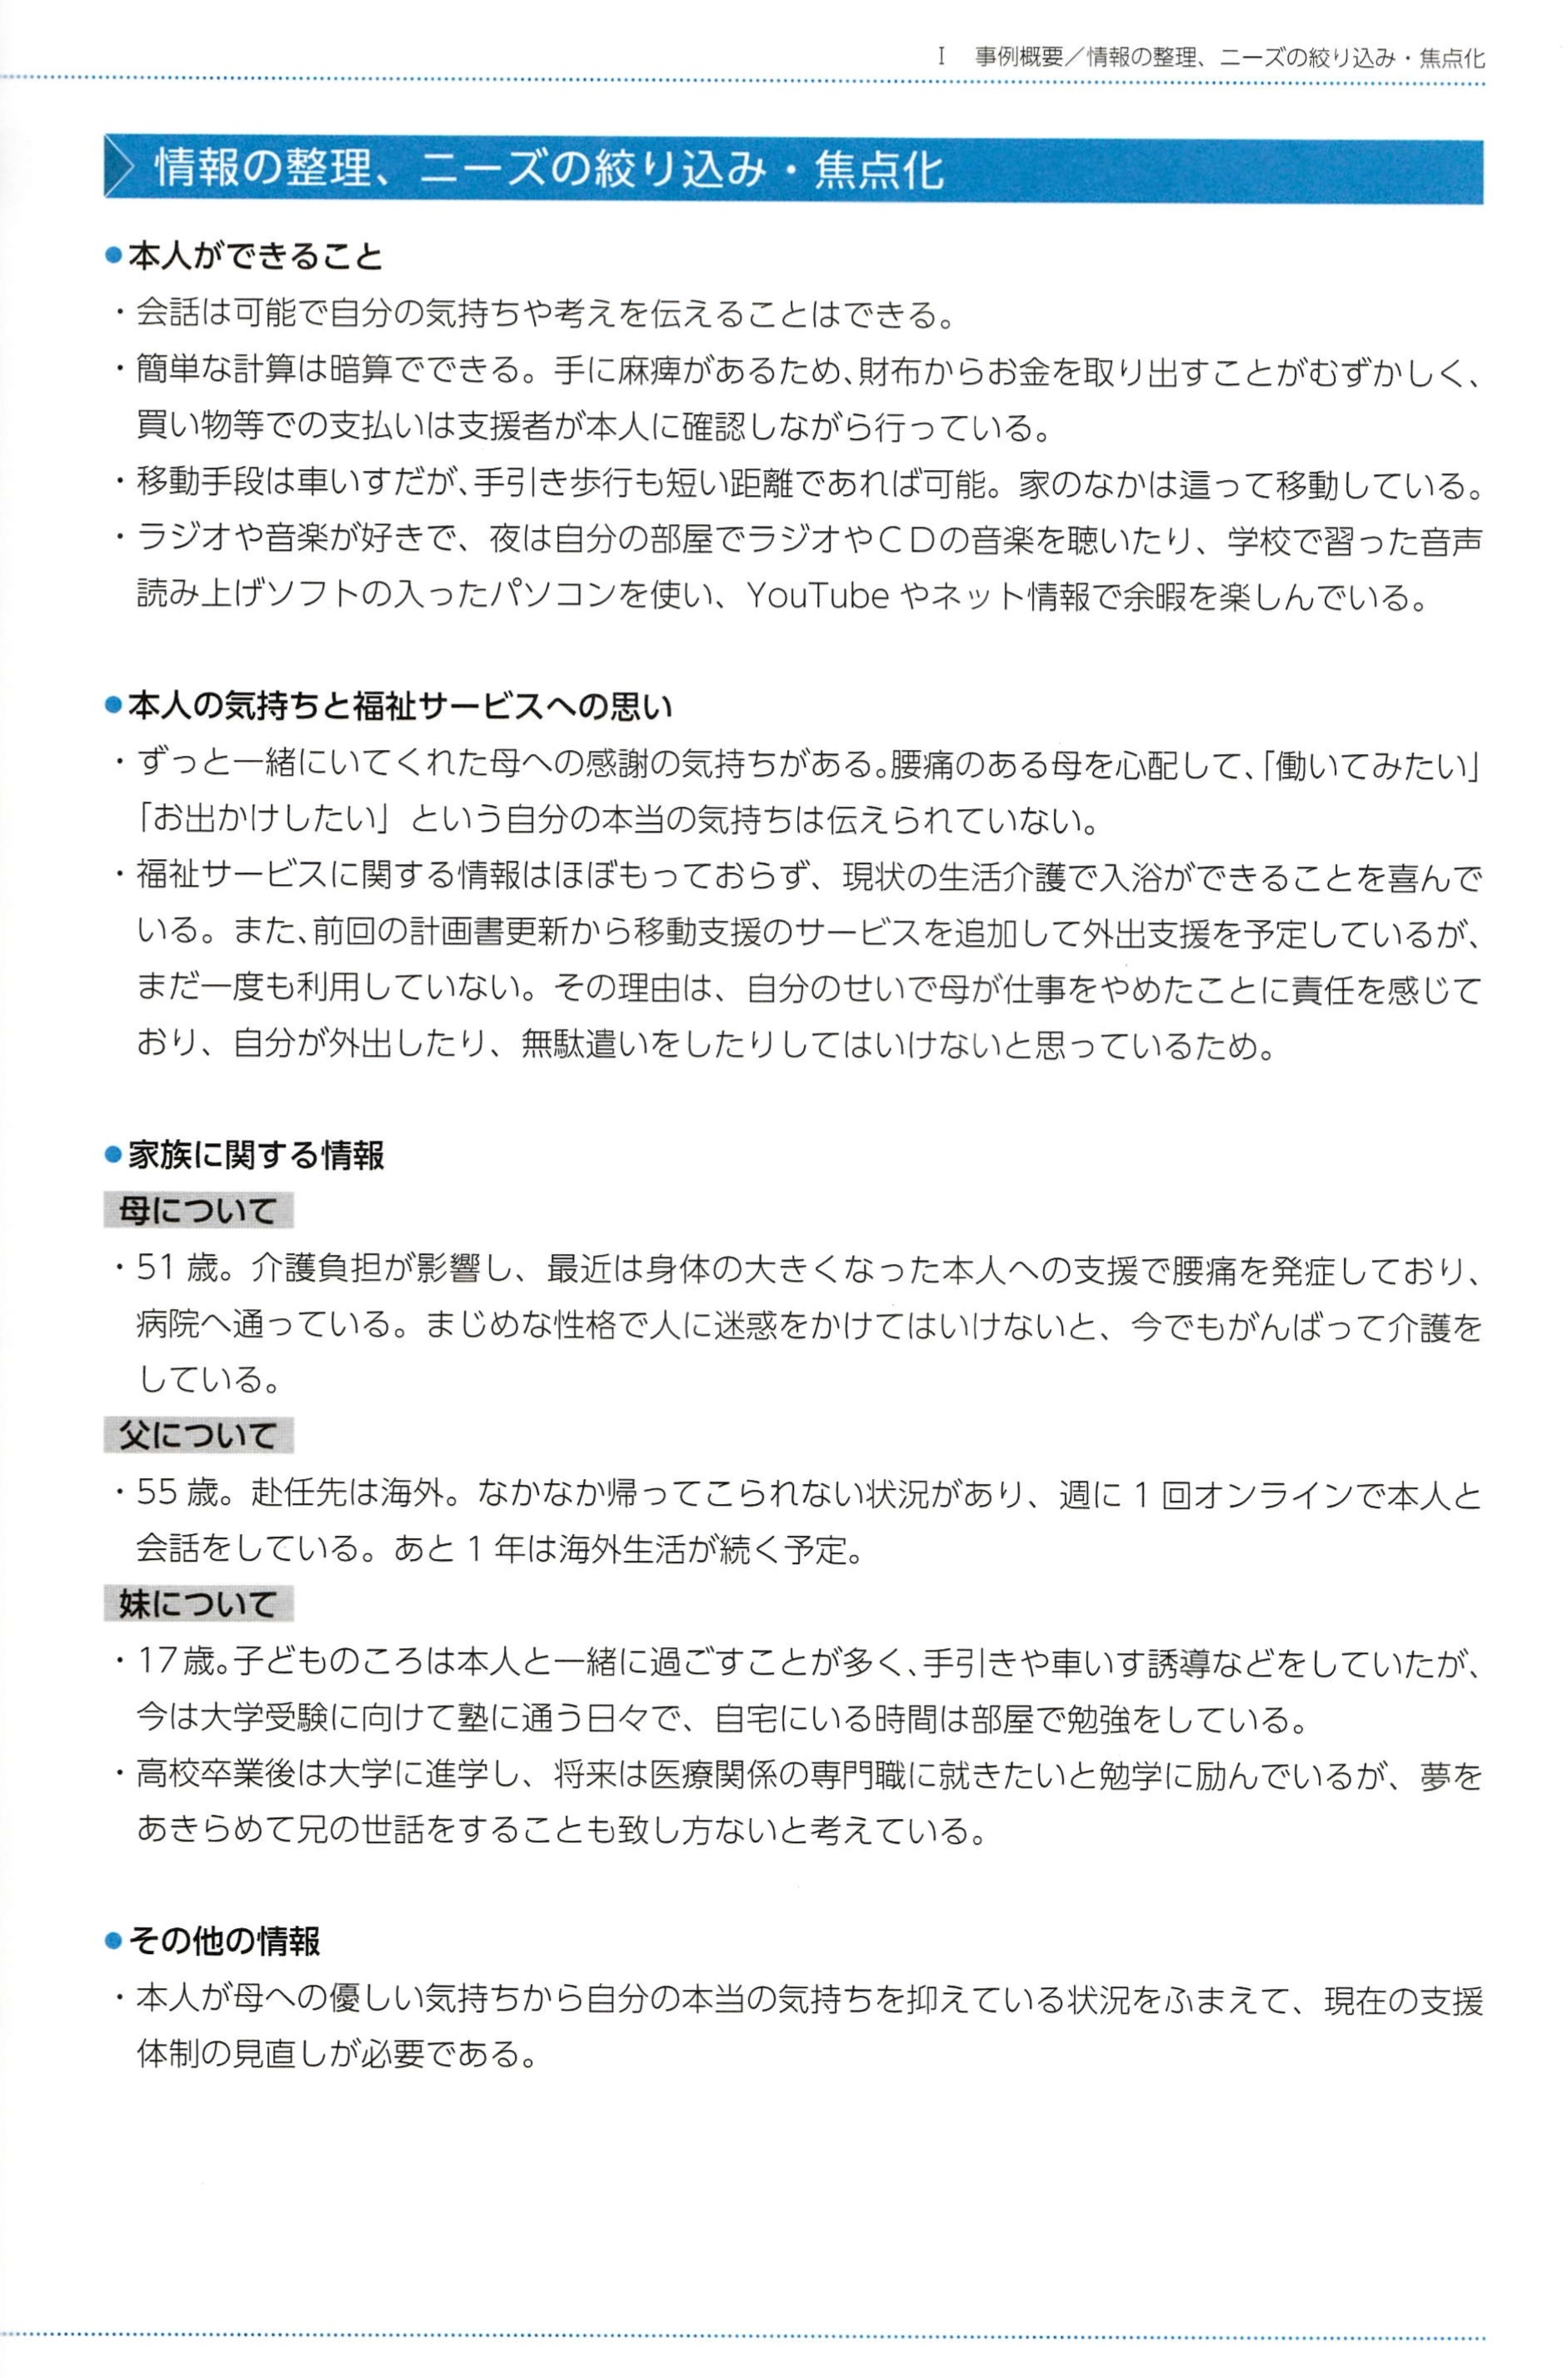 I 事例概要／情報の整理、ニーズの絞り込み・焦点化
情報の整理、ニーズの絞り込み・焦点化
●本人ができること
・会話は可能で自分の気持ちや考えを伝えることはできる。
・簡単な計算は暗算でできる。手に麻痺があるため、財布からお金を取り出すことがむずかしく、
買い物等での支払いは支援者が本人に確認しながら行っている。
・移動手段は車いすだが、手引き歩行も短い距離であれば可能。家のなかは這って移動している。
・ラジオや音楽が好きで、夜は自分の部屋でラジオやＣＤの音楽を聴いたり、学校で習った音声
読み上げソフトの入ったパソコンを使い、YouTube やネット情報で余暇を楽しんでいる。
●本人の気持ちと福祉サービスへの思い
・ずっと一緒にいてくれた母への感謝の気持ちがある。腰痛のある母を心配して、「働いてみたい」
「お出かけしたい」という自分の本当の気持ちは伝えられていない。
・福祉サービスに関する情報はほぼもっておらず、現状の生活介護で入浴ができることを喜んで
いる。また、前回の計画書更新から移動支援のサービスを追加して外出支援を予定しているが、
まだ一度も利用していない。その理由は、自分のせいで母が仕事をやめたことに責任を感じて
おり、自分が外出したり、無駄遣いをしたりしてはいけないと思っているため。
●家族に関する情報
母について
・51 歳。介護負担が影響し、最近は身体の大きくなった本人への支援で腰痛を発症しており、
病院へ通っている。まじめな性格で人に迷惑をかけてはいけないと、今でもがんばって介護を
している。
父について
・55 歳。赴任先は海外。なかなか帰ってこられない状況があり、週に 1 回オンラインで本人と
会話をしている。あと 1 年は海外生活が続く予定。
妹について
・17歳。子どものころは本人と一緒に過ごすことが多く、手引きや車いす誘導などをしていたが、
今は大学受験に向けて塾に通う日々で、自宅にいる時間は部屋で勉強をしている。
・高校卒業後は大学に進学し、将来は医療関係の専門職に就きたいと勉学に励んでいるが、夢を
あきらめて兄の世話をすることも致し方ないと考えている。
●その他の情報
・本人が母への優しい気持ちから自分の本当の気持ちを抑えている状況をふまえて、現在の支援
体制の見直しが必要である。